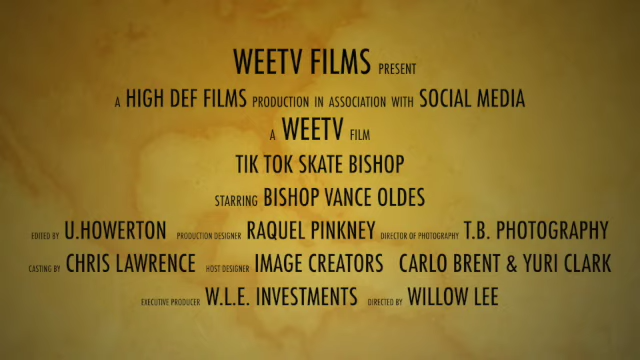 WEETV FILMS PRESENT
A HIGH DEF FILMS PRODUCTION IN ASSOCIATION WITH SOCIAL MEDIA
A WEETV FILM
TIK TOK SKATE BISHOP
STARRING BISHOP VANCE OLDES
EDITED BY U.HOWERTON PRODUCTION DESIGNER RAQUEL PINKNEY DIRECTOR OF PHOTOGRAPHY T.B. PHOTOGRAPHY
CASTING BY CHRIS LAWRENCE HOST DESIGNER IMAGE CREATORS CARLO BRENT & YURI CLARK
EXECUTIVE PRODUCER W.L.E. INVESTMENTS DIRECTED BY WILLOW LEE